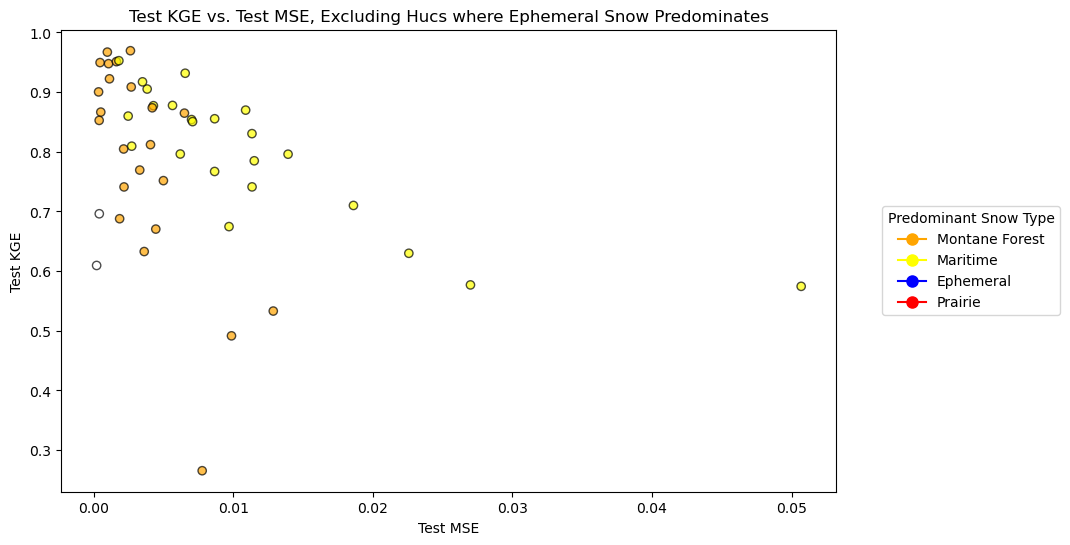 Test KGE vs. Test MSE, Excluding Hucs where Ephemeral Snow Predominates
1.0
0.9
0.8
0.7
0.6
0.5
0.4
0.3
Test KGE
0.00
0.01
0.02
0.03
0.04
0.05
Test MSE
Predominant Snow Type
Montane Forest
Maritime
Ephemeral
Prairie